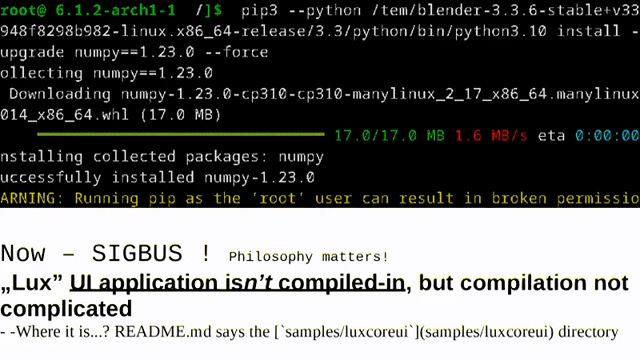 root@ 6.1.2-arch1-1 /]$ pip3 --python /tem/blender-3.3.6-stable+v33
948f8298b982-linux.x86_64-release/3.3/python/bin/python3.10 install -
upgrade numpy==1.23.0 --force
ollecting numpy==1.23.0
Downloading numpy-1.23.0-cp310-cp310-manylinux_2_17_x86_64.manylinux
014_x86_64.whl (17.0 MB)
17.0/17.0 MB 1.6 MB/s eta 0:00:00
nstalling collected packages: numpy
uccessfully installed numpy-1.23.0
ARNING: Running pip as the 'root' user can result in broken permissio
Now – SIGBUS ! Philosophy matters!
„Lux” UI application isn’t compiled-in, but compilation not
complicated
- -Where it is...? README.md says the [`samples/luxcoreui`](samples/luxcoreui) directory